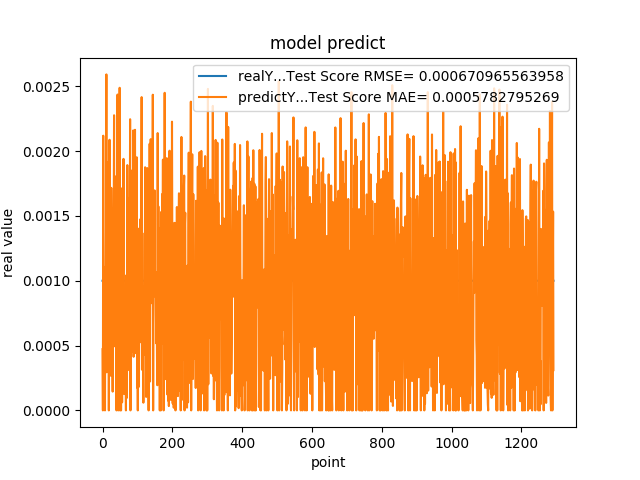 model predict
realY...Test Score RMSE= 0.000670965563958
predictY...Test Score MAE= 0.0005782795269
0.0025
0.0020
0.0015
0.0010
0.0005
0.0000
real value
0 200 400 600 800 1000 1200
point